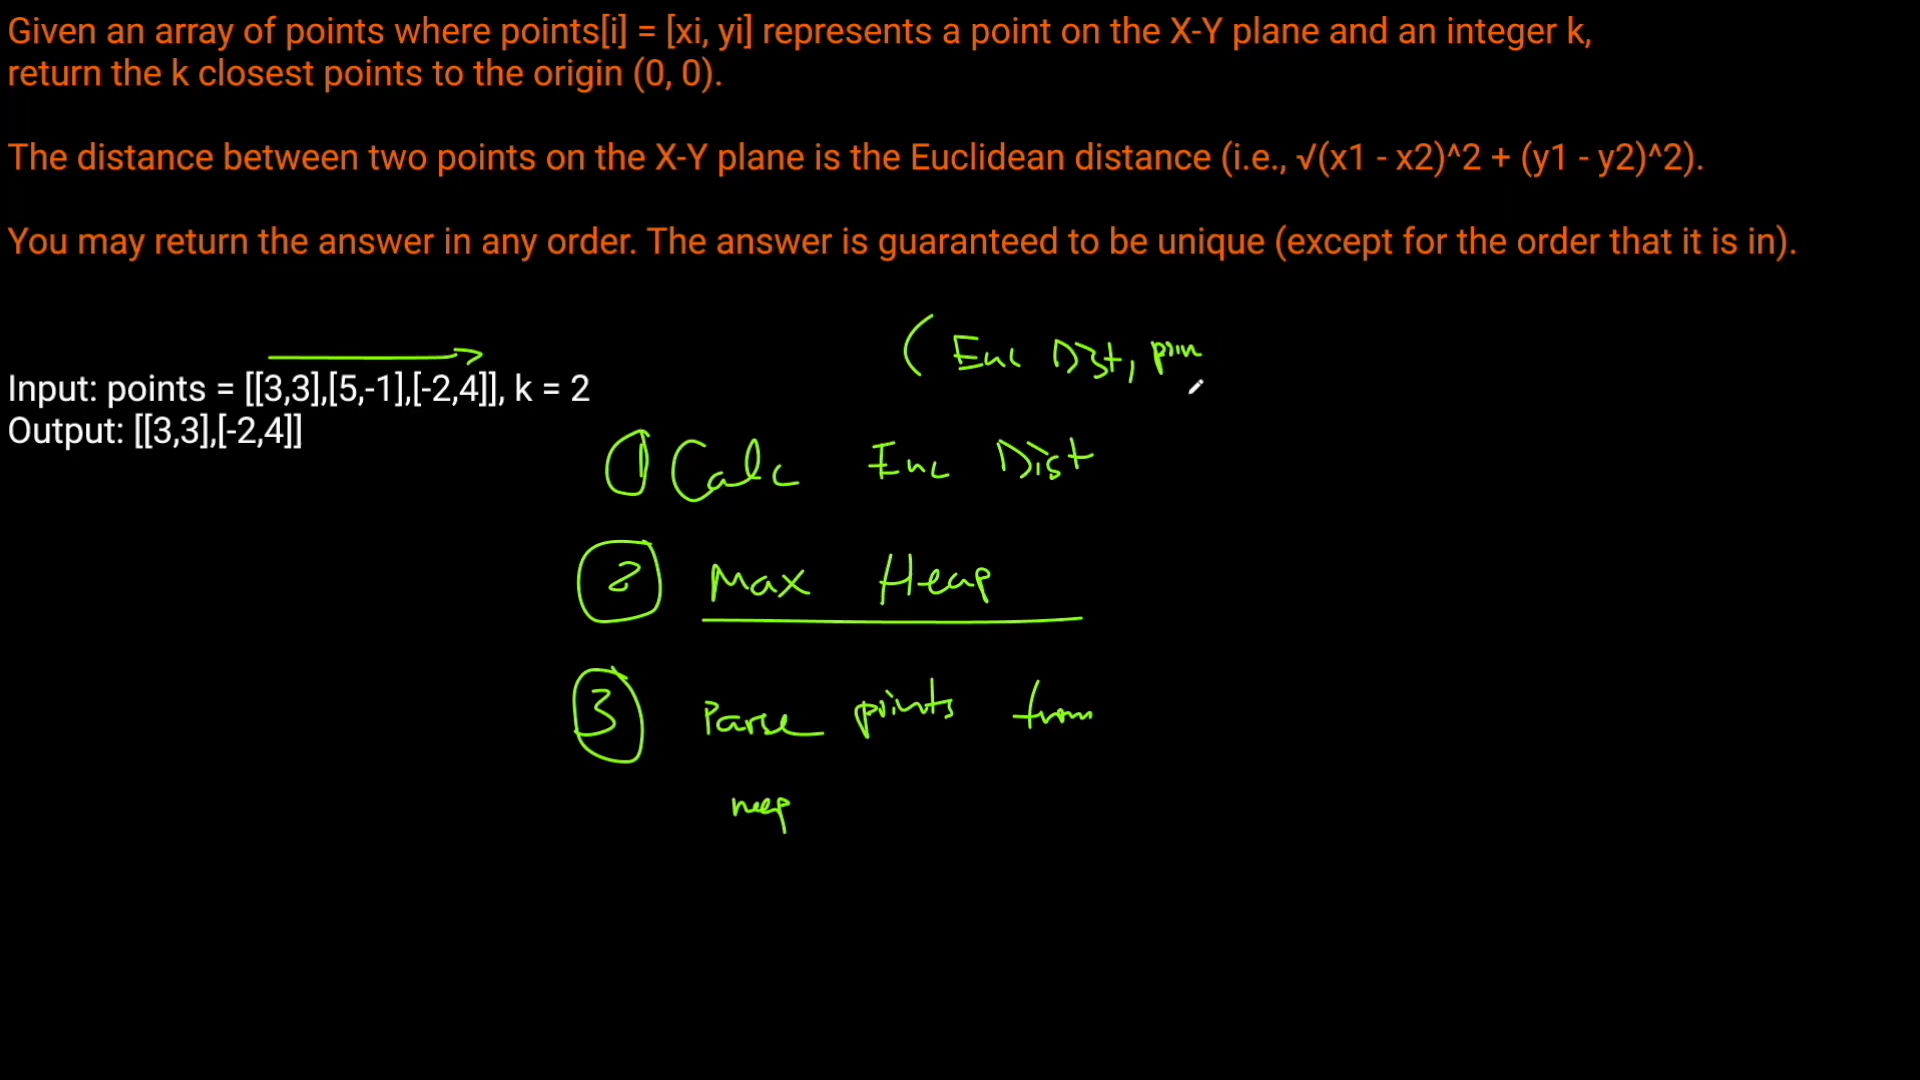 Given an array of points where points[i] = [xi, yi] represents a point on the X-Y plane and an integer k,
return the k closest points to the origin (0, 0).
The distance between two points on the X-Y plane is the Euclidean distance (i.e., √(x1 - x2)^2 + (y1 - y2)^2).
You may return the answer in any order. The answer is guaranteed to be unique (except for the order that it is in).
(Euc Dist, poin
Input: points = [[3,3],[5,-1],[-2,4]], k = 2
Output: [[3,3],[-2,4]]
1 Calc Euc Dist
2 Max Heap
3 Parse points from
heap